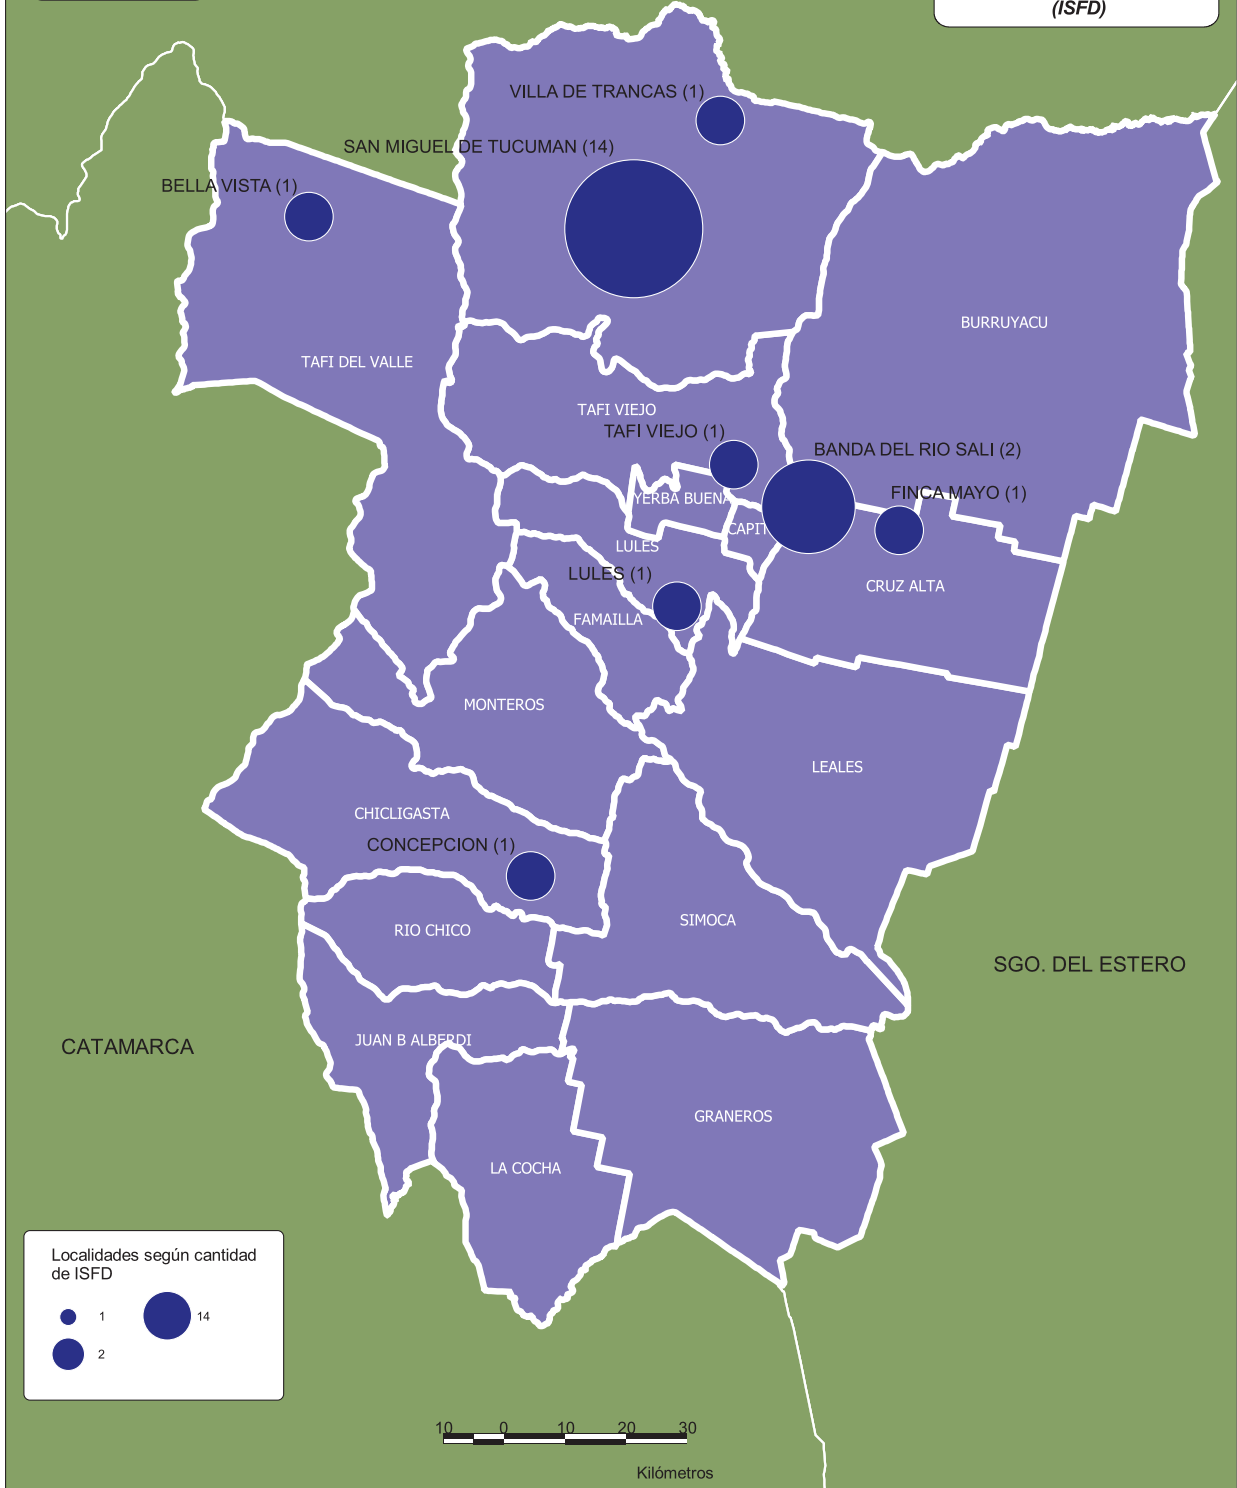 (ISFD)
VILLA DE TRANCAS (1)
SAN MIGUEL DE TUCUMAN (14)
BELLA VISTA (1)
BURRUYACU
TAFI DEL VALLE
TAFI VIEJO
TAFI VIEJO (1)
BANDA DEL RIO SALI (2)
FINCA MAYO (1)
YERBA BUENA
CAPIT
LULES
LULES (1)
CRUZ ALTA
FAMAILLA
MONTEROS
LEALES
CHICLIGASTA
CONCEPCION (1)
SIMOCA
RIO CHICO
SGO. DEL ESTERO
JUAN B ALBERDI
CATAMARCA
GRANEROS
LA COCHA
Localidades según cantidad
de ISFD
1
14
2
10 0 10 20 30
Kilómetros